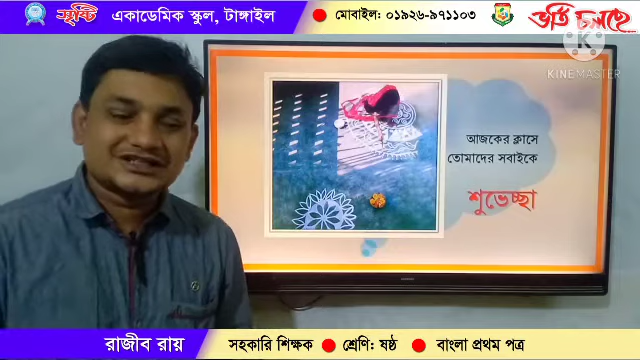 সৃষ্টি একাডেমিক স্কুল, টাঙ্গাইল
মোবাইল: ০১৯২৬-৯৭১১০৩
ভর্তি চলছে..
KINEMASTER
আজকের ক্লাসে
তোমাদের সবাইকে
শুভেচ্ছা
রাজীব রায়
সহকারি শিক্ষক
শ্রেণি: ষষ্ঠ
বাংলা প্রথম পত্র